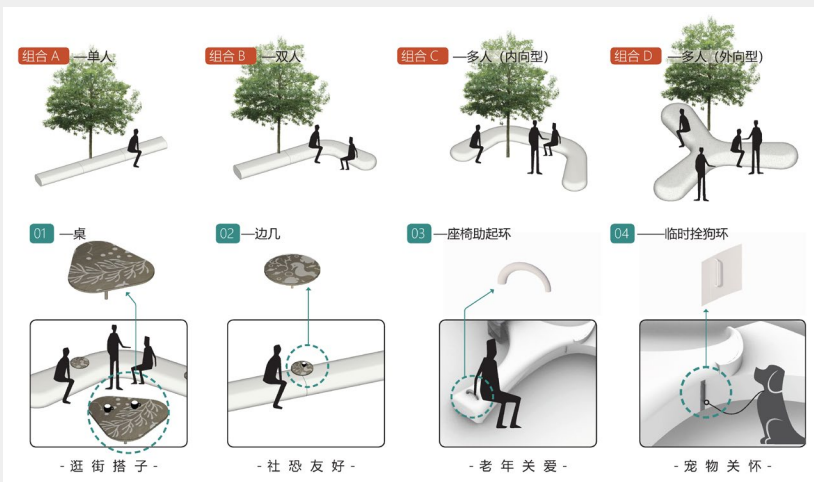 组合 A —单人
组合 B —双人
组合 C —多人（内向型）
组合 D —多人（外向型）
01 —桌
02 —边几
03 —座椅助起环
04 ——临时拴狗环
- 逛 街 搭 子 -
- 社 恐 友 好 -
- 老 年 关 爱 -
- 宠 物 关 怀 -